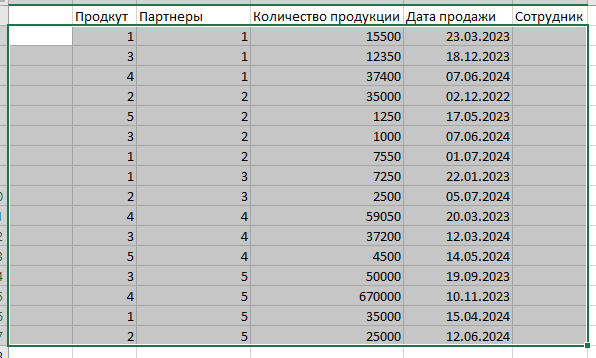 Продкут Партнеры Количество продукции Дата продажи Сотрудник
1 1 15500 23.03.2023
3 1 12350 18.12.2023
4 1 37400 07.06.2024
2 2 35000 02.12.2022
5 2 1250 17.05.2023
3 2 1000 07.06.2024
1 2 7550 01.07.2024
1 3 7250 22.01.2023
2 3 2500 05.07.2024
4 4 59050 20.03.2023
3 4 37200 12.03.2024
5 4 4500 14.05.2024
3 5 50000 19.09.2023
4 5 670000 10.11.2023
1 5 35000 15.04.2024
2 5 25000 12.06.2024